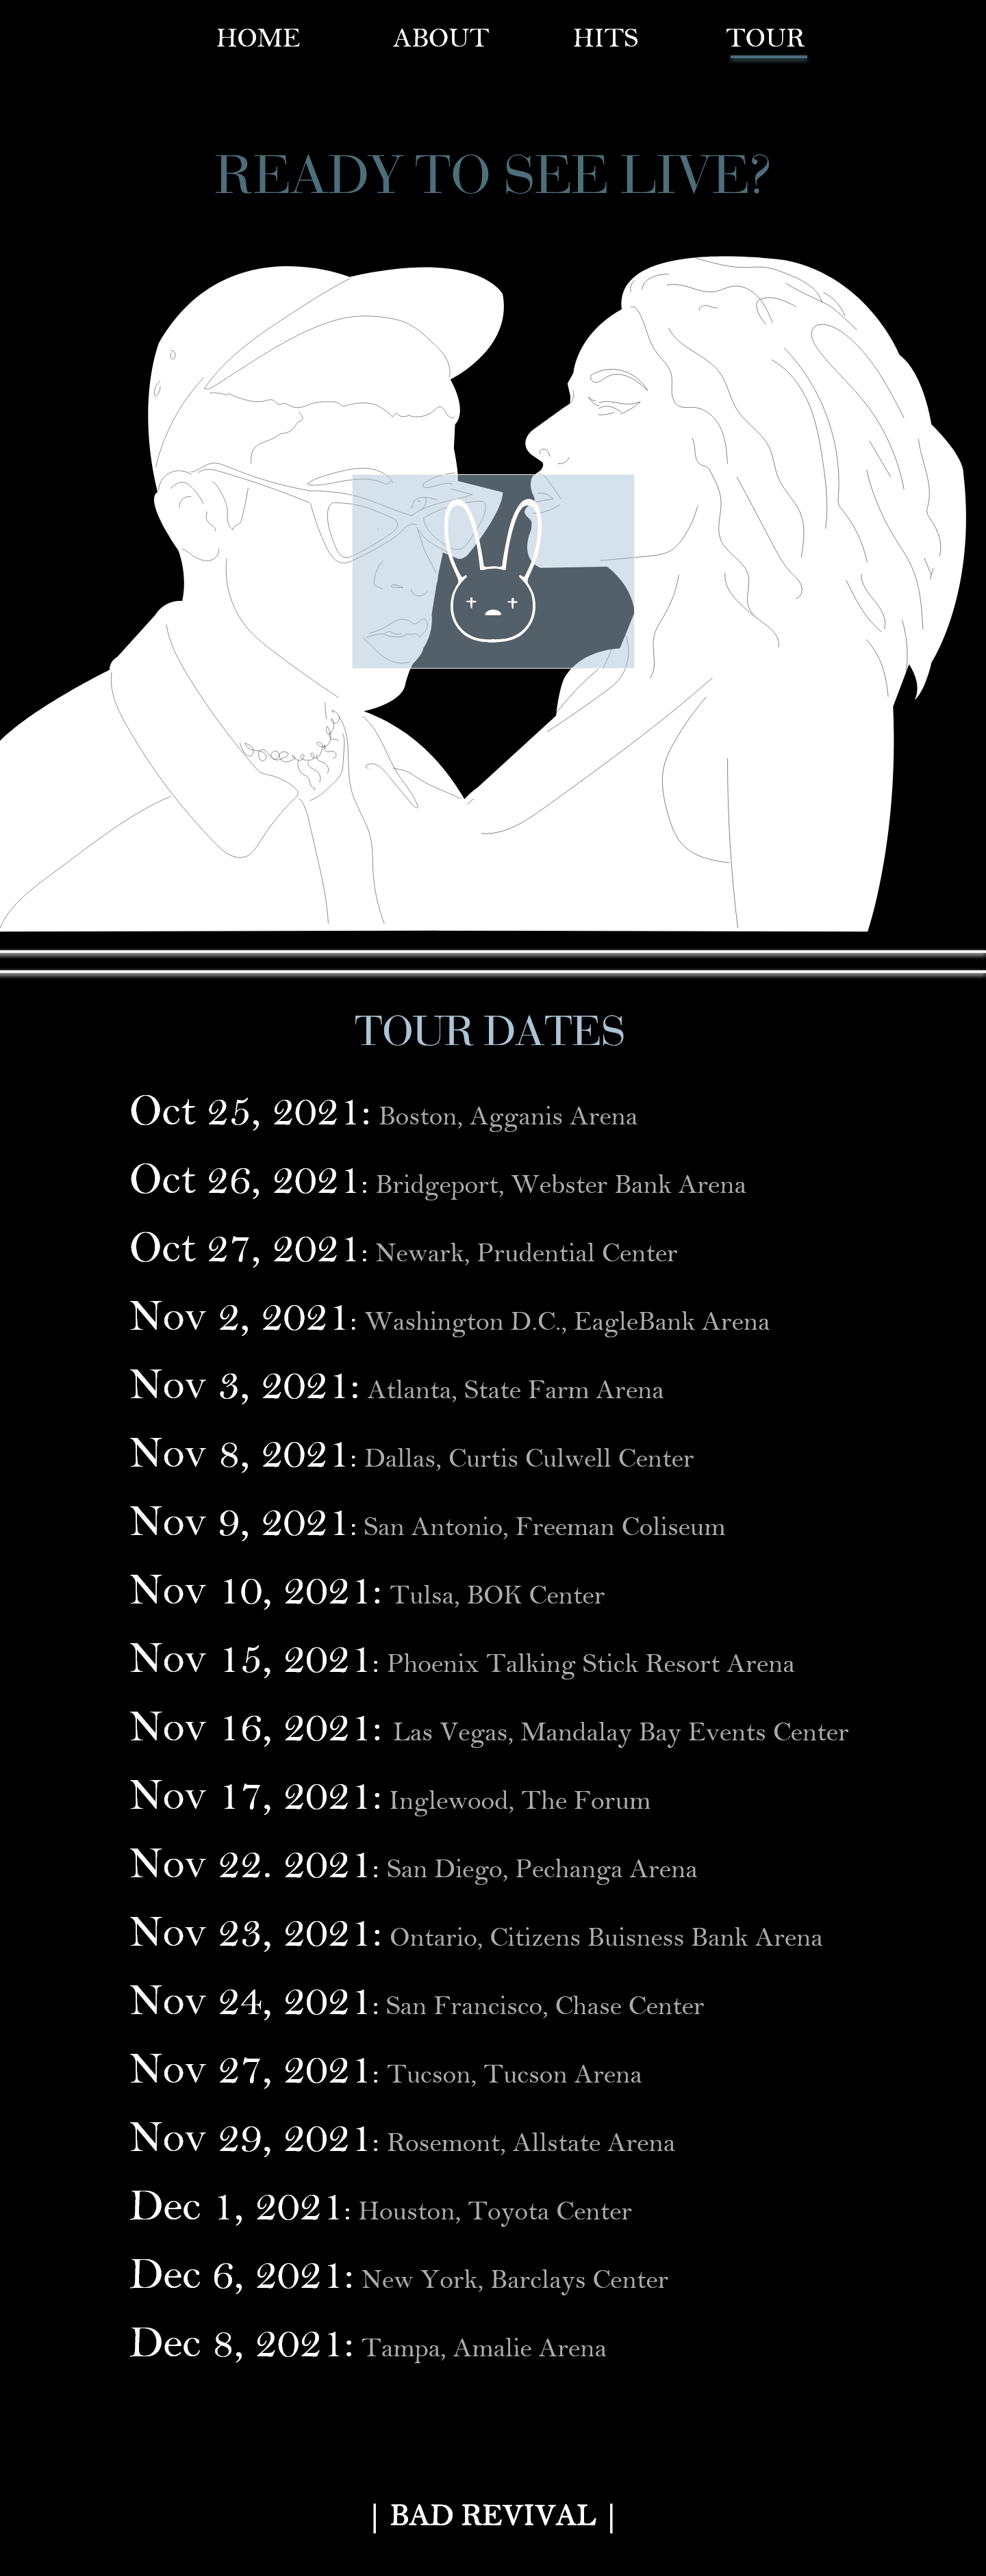 HOME ABOUT HITS TOUR
READY TO SEE LIVE?
TOUR DATES
Oct 25, 2021: Boston, Agganis Arena
Oct 26, 2021: Bridgeport, Webster Bank Arena
Oct 27, 2021: Newark, Prudential Center
Nov 2, 2021: Washington D.C., EagleBank Arena
Nov 3, 2021: Atlanta, State Farm Arena
Nov 8, 2021: Dallas, Curtis Culwell Center
Nov 9, 2021: San Antonio, Freeman Coliseum
Nov 10, 2021: Tulsa, BOK Center
Nov 15, 2021: Phoenix Talking Stick Resort Arena
Nov 16, 2021: Las Vegas, Mandalay Bay Events Center
Nov 17, 2021: Inglewood, The Forum
Nov 22. 2021: San Diego, Pechanga Arena
Nov 23, 2021: Ontario, Citizens Buisness Bank Arena
Nov 24, 2021: San Francisco, Chase Center
Nov 27, 2021: Tucson, Tucson Arena
Nov 29, 2021: Rosemont, Allstate Arena
Dec 1, 2021: Houston, Toyota Center
Dec 6, 2021: New York, Barclays Center
Dec 8, 2021: Tampa, Amalie Arena
| BAD REVIVAL |